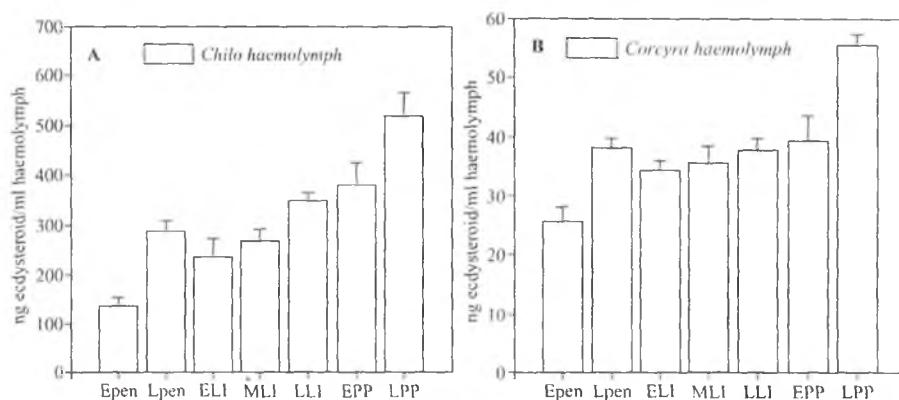 A Chilo haemolymph
ng ecdysteroid/ml haemolymph
700
600
500
400
300
200
100
0
Epen Lpen ELI MLI LLI EPP LPP
B Corcyra haemolymph
ng ecdysteroid/ml haemolymph
60
50
40
30
20
10
0
Epen Lpen ELI MLI LLI EPP LPP